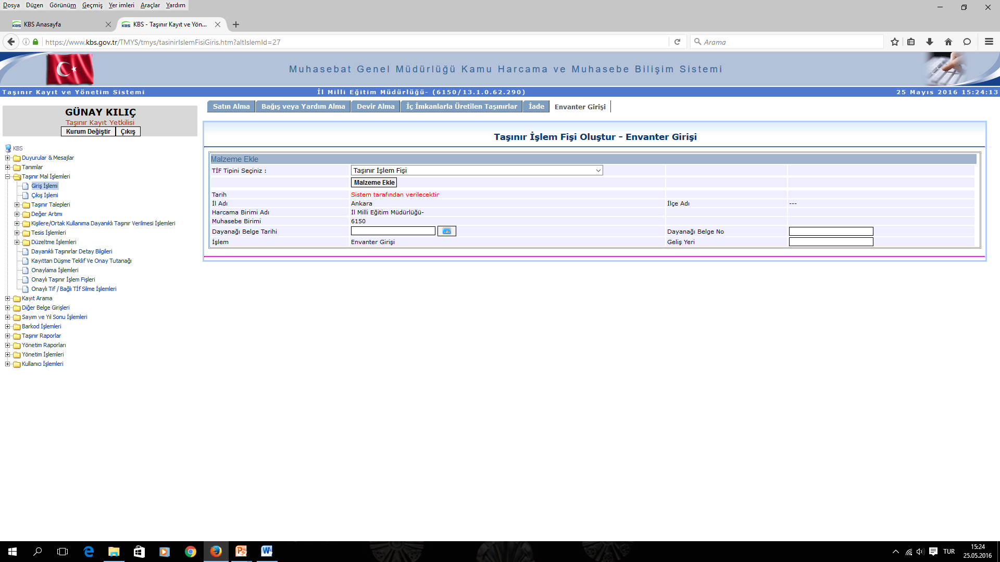 Dosya Düzen Görünüm Geçmiş Yer imleri Araçlar Yardım
KBS Anasayfa
KBS - Taşınır Kayıt ve Yön...
https://www.kbs.gov.tr/TMYS/tmys/tasinirIslemFisiGiris.htm?altIslemId=27
Arama
Muhasebat Genel Müdürlüğü Kamu Harcama ve Muhasebe Bilişim Sistemi
Taşınır Kayıt ve Yönetim Sistemi
İl Milli Eğitim Müdürlüğü- (6150/13.1.0.62.290)
25 Mayıs 2016 15:24:13
GÜNAY KILIÇ
Taşınır Kayıt Yetkilisi
Kurum Değiştir Çıkış
KBS
Duyurular & Mesajlar
Tanımlar
Taşınır Mal İşlemleri
Giriş İşlemi
Çıkış İşlemi
Taşınır Talepleri
Değer Artımı
Kişilere/Ortak Kullanıma Dayanıklı Taşınır Verilmesi İşlemleri
Tesis İşlemleri
Düzeltme İşlemleri
Dayanıklı Taşınırlar Detay Bilgileri
Kayıttan Düşme Teklif Ve Onay Tutanağı
Onaylama İşlemleri
Onaylı Taşınır İşlem Fişleri
Onaylı Tif / Bağlı Tİf Silme İşlemleri
Kayıt Arama
Diğer Belge Girişleri
Sayım ve Yıl Sonu İşlemleri
Barkod İşlemleri
Taşınır Raporlar
Yönetim Raporları
Yönetim İşlemleri
Kullanıcı İşlemleri
Satın Alma
Bağış veya Yardım Alma
Devir Alma
İç İmkanlarla Üretilen Taşınırlar
İade
Envanter Girişi
Taşınır İşlem Fişi Oluştur - Envanter Girişi
Malzeme Ekle
TİF Tipini Seçiniz : Taşınır İşlem Fişi
Malzeme Ekle
Tarih Sistem tarafından verilecektir
İl Adı Ankara İlçe Adı ---
Harcama Birimi Adı İl Milli Eğitim Müdürlüğü-
Muhasebe Birimi 6150
Dayanağı Belge Tarihi Dayanağı Belge No
İşlem Envanter Girişi Geliş Yeri
TUR
15:24
25.05.2016